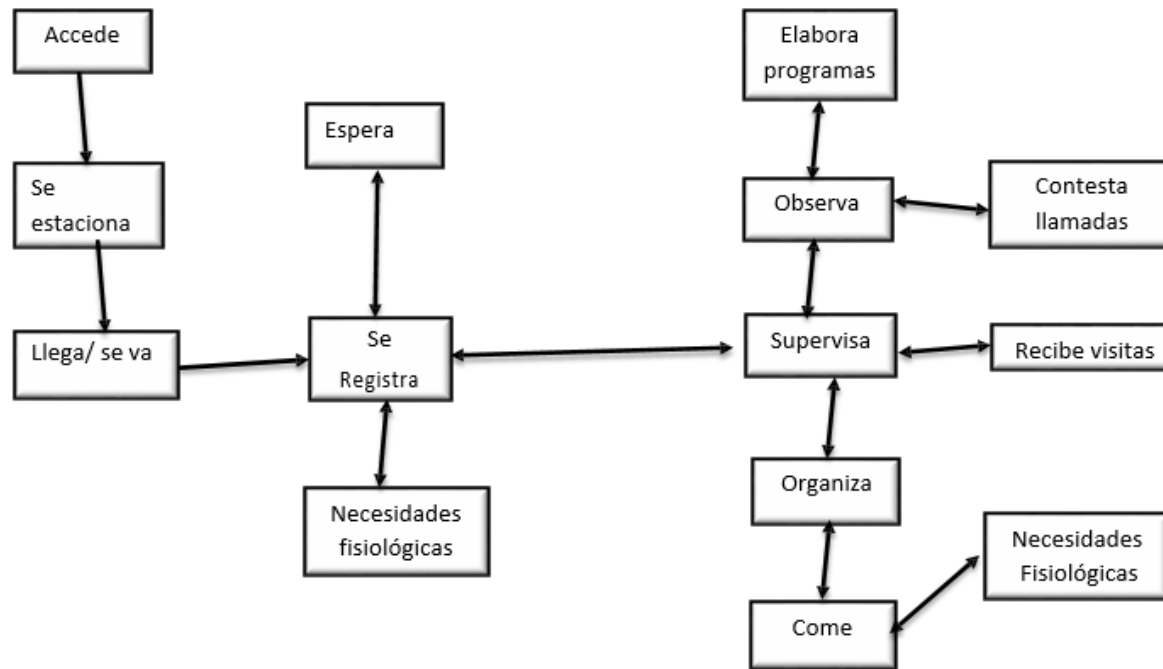 Accede
Se
estaciona
Llega/ se va
Espera
Se
Registra
Necesidades
fisiológicas
Elabora
programas
Observa
Contesta
llamadas
Supervisa
Recibe visitas
Organiza
Come
Necesidades
Fisiológicas